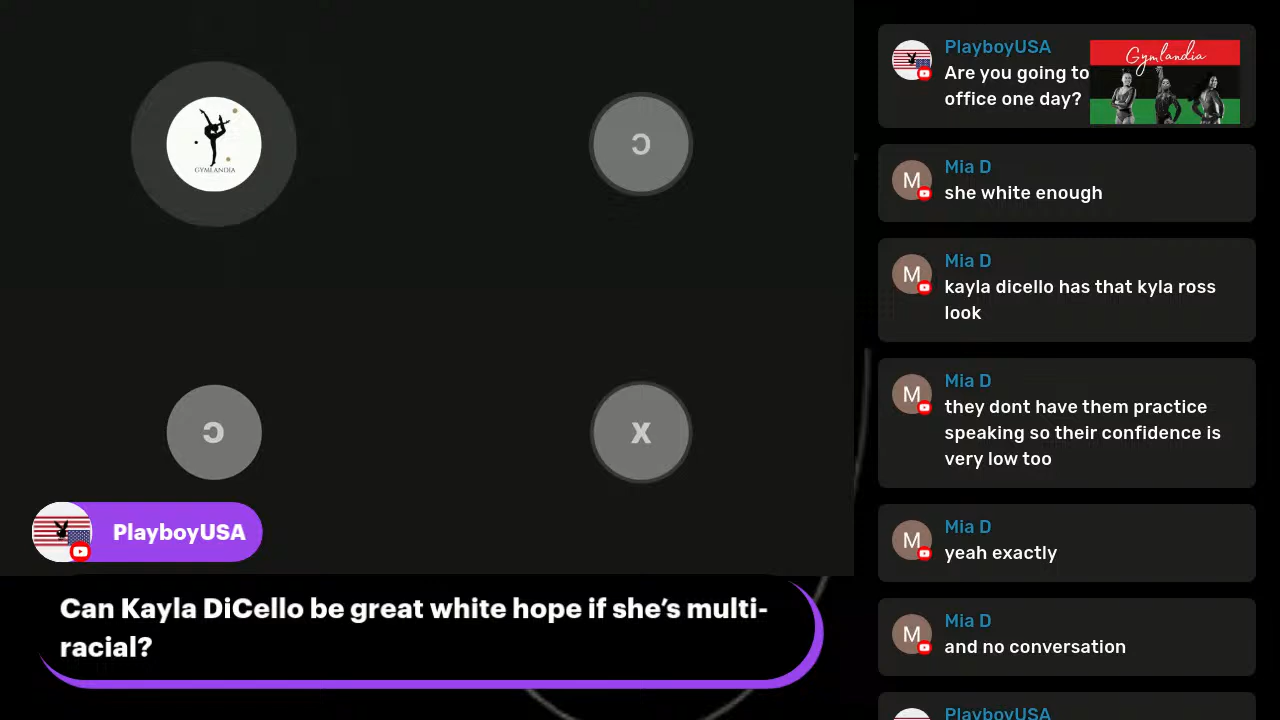 GYMLANDIA
C
C
X
PlayboyUSA
Can Kayla DiCello be great white hope if she's multi-
racial?
PlayboyUSA
Are you going to
office one day?
Gymlandia
M
Mia D
she white enough
M
Mia D
kayla dicello has that kyla ross
look
M
Mia D
they dont have them practice
speaking so their confidence is
very low too
M
Mia D
yeah exactly
M
Mia D
and no conversation
PlayboyUSA